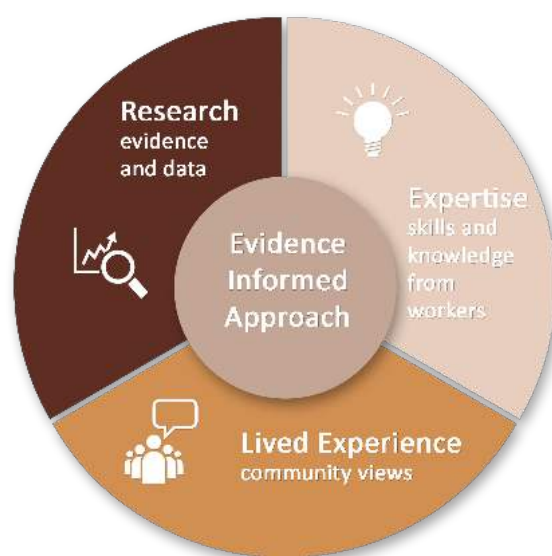 Research
evidence
and data
Expertise
skills and
knowledge
from
workers
Evidence
Informed
Approach
Lived Experience
community views